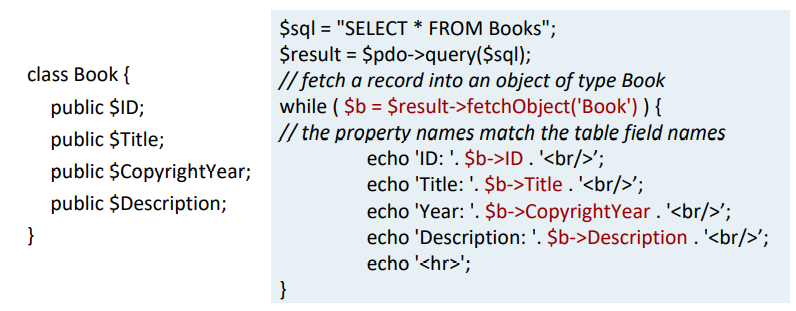 class Book {
public $ID;
public $Title;
public $CopyrightYear;
public $Description;
}
$sql = "SELECT * FROM Books";
$result = $pdo->query($sql);
// fetch a record into an object of type Book
while ( $b = $result->fetchObject('Book') ) {
// the property names match the table field names
echo 'ID: '. $b->ID . '<br/>’;
echo 'Title: '. $b->Title . '<br/>’;
echo 'Year: '. $b->CopyrightYear . '<br/>’;
echo 'Description: '. $b->Description . '<br/>’;
echo '<hr>';
}